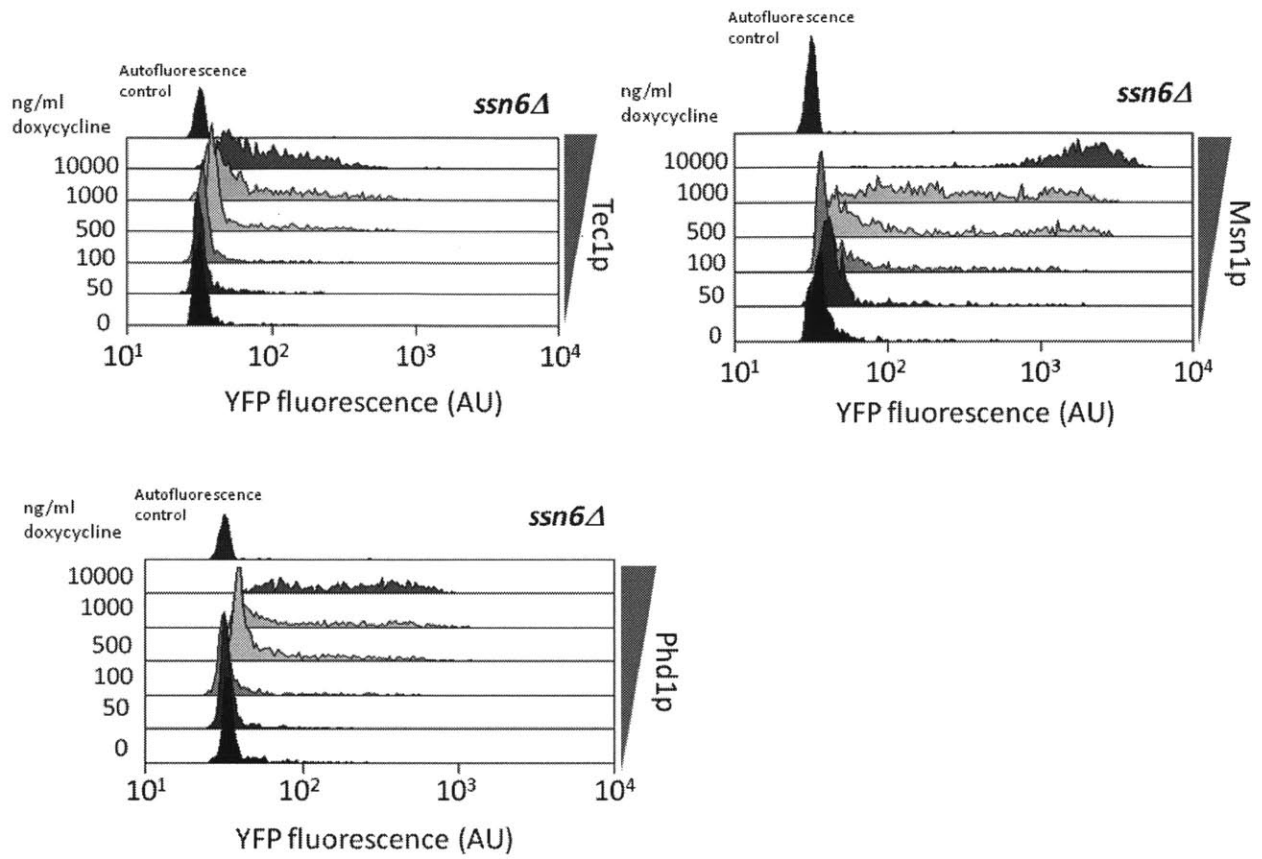 Autofluorescence
control
ng/ml
doxycycline
ssn6Δ
10000
1000
500
100
50
0
Tec1p
10¹ 10² 10³ 10⁴
YFP fluorescence (AU)
Autofluorescence
control
ng/ml
doxycycline
ssn6Δ
10000
1000
500
100
50
0
Msn1p
10¹ 10² 10³ 10⁴
YFP fluorescence (AU)
Autofluorescence
control
ng/ml
doxycycline
ssn6Δ
10000
1000
500
100
50
0
Phd1p
10¹ 10² 10³ 10⁴
YFP fluorescence (AU)